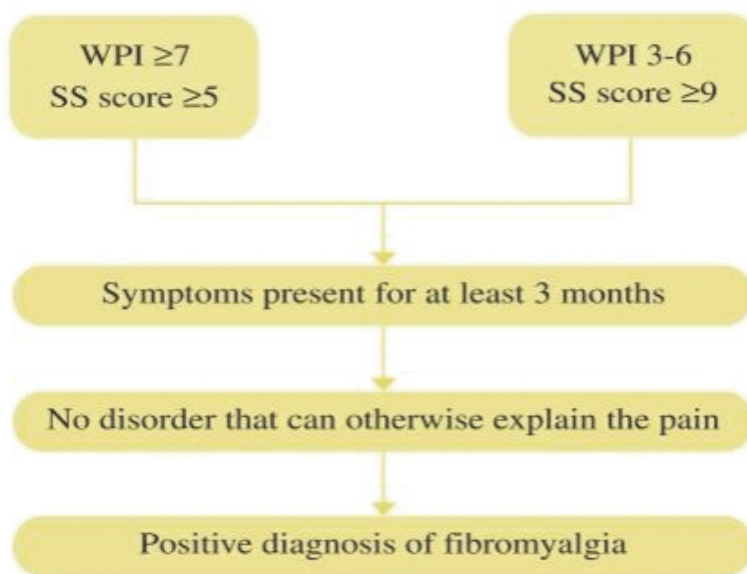 WPI ≥7
SS score ≥5
WPI 3-6
SS score ≥9
Symptoms present for at least 3 months
No disorder that can otherwise explain the pain
Positive diagnosis of fibromyalgia